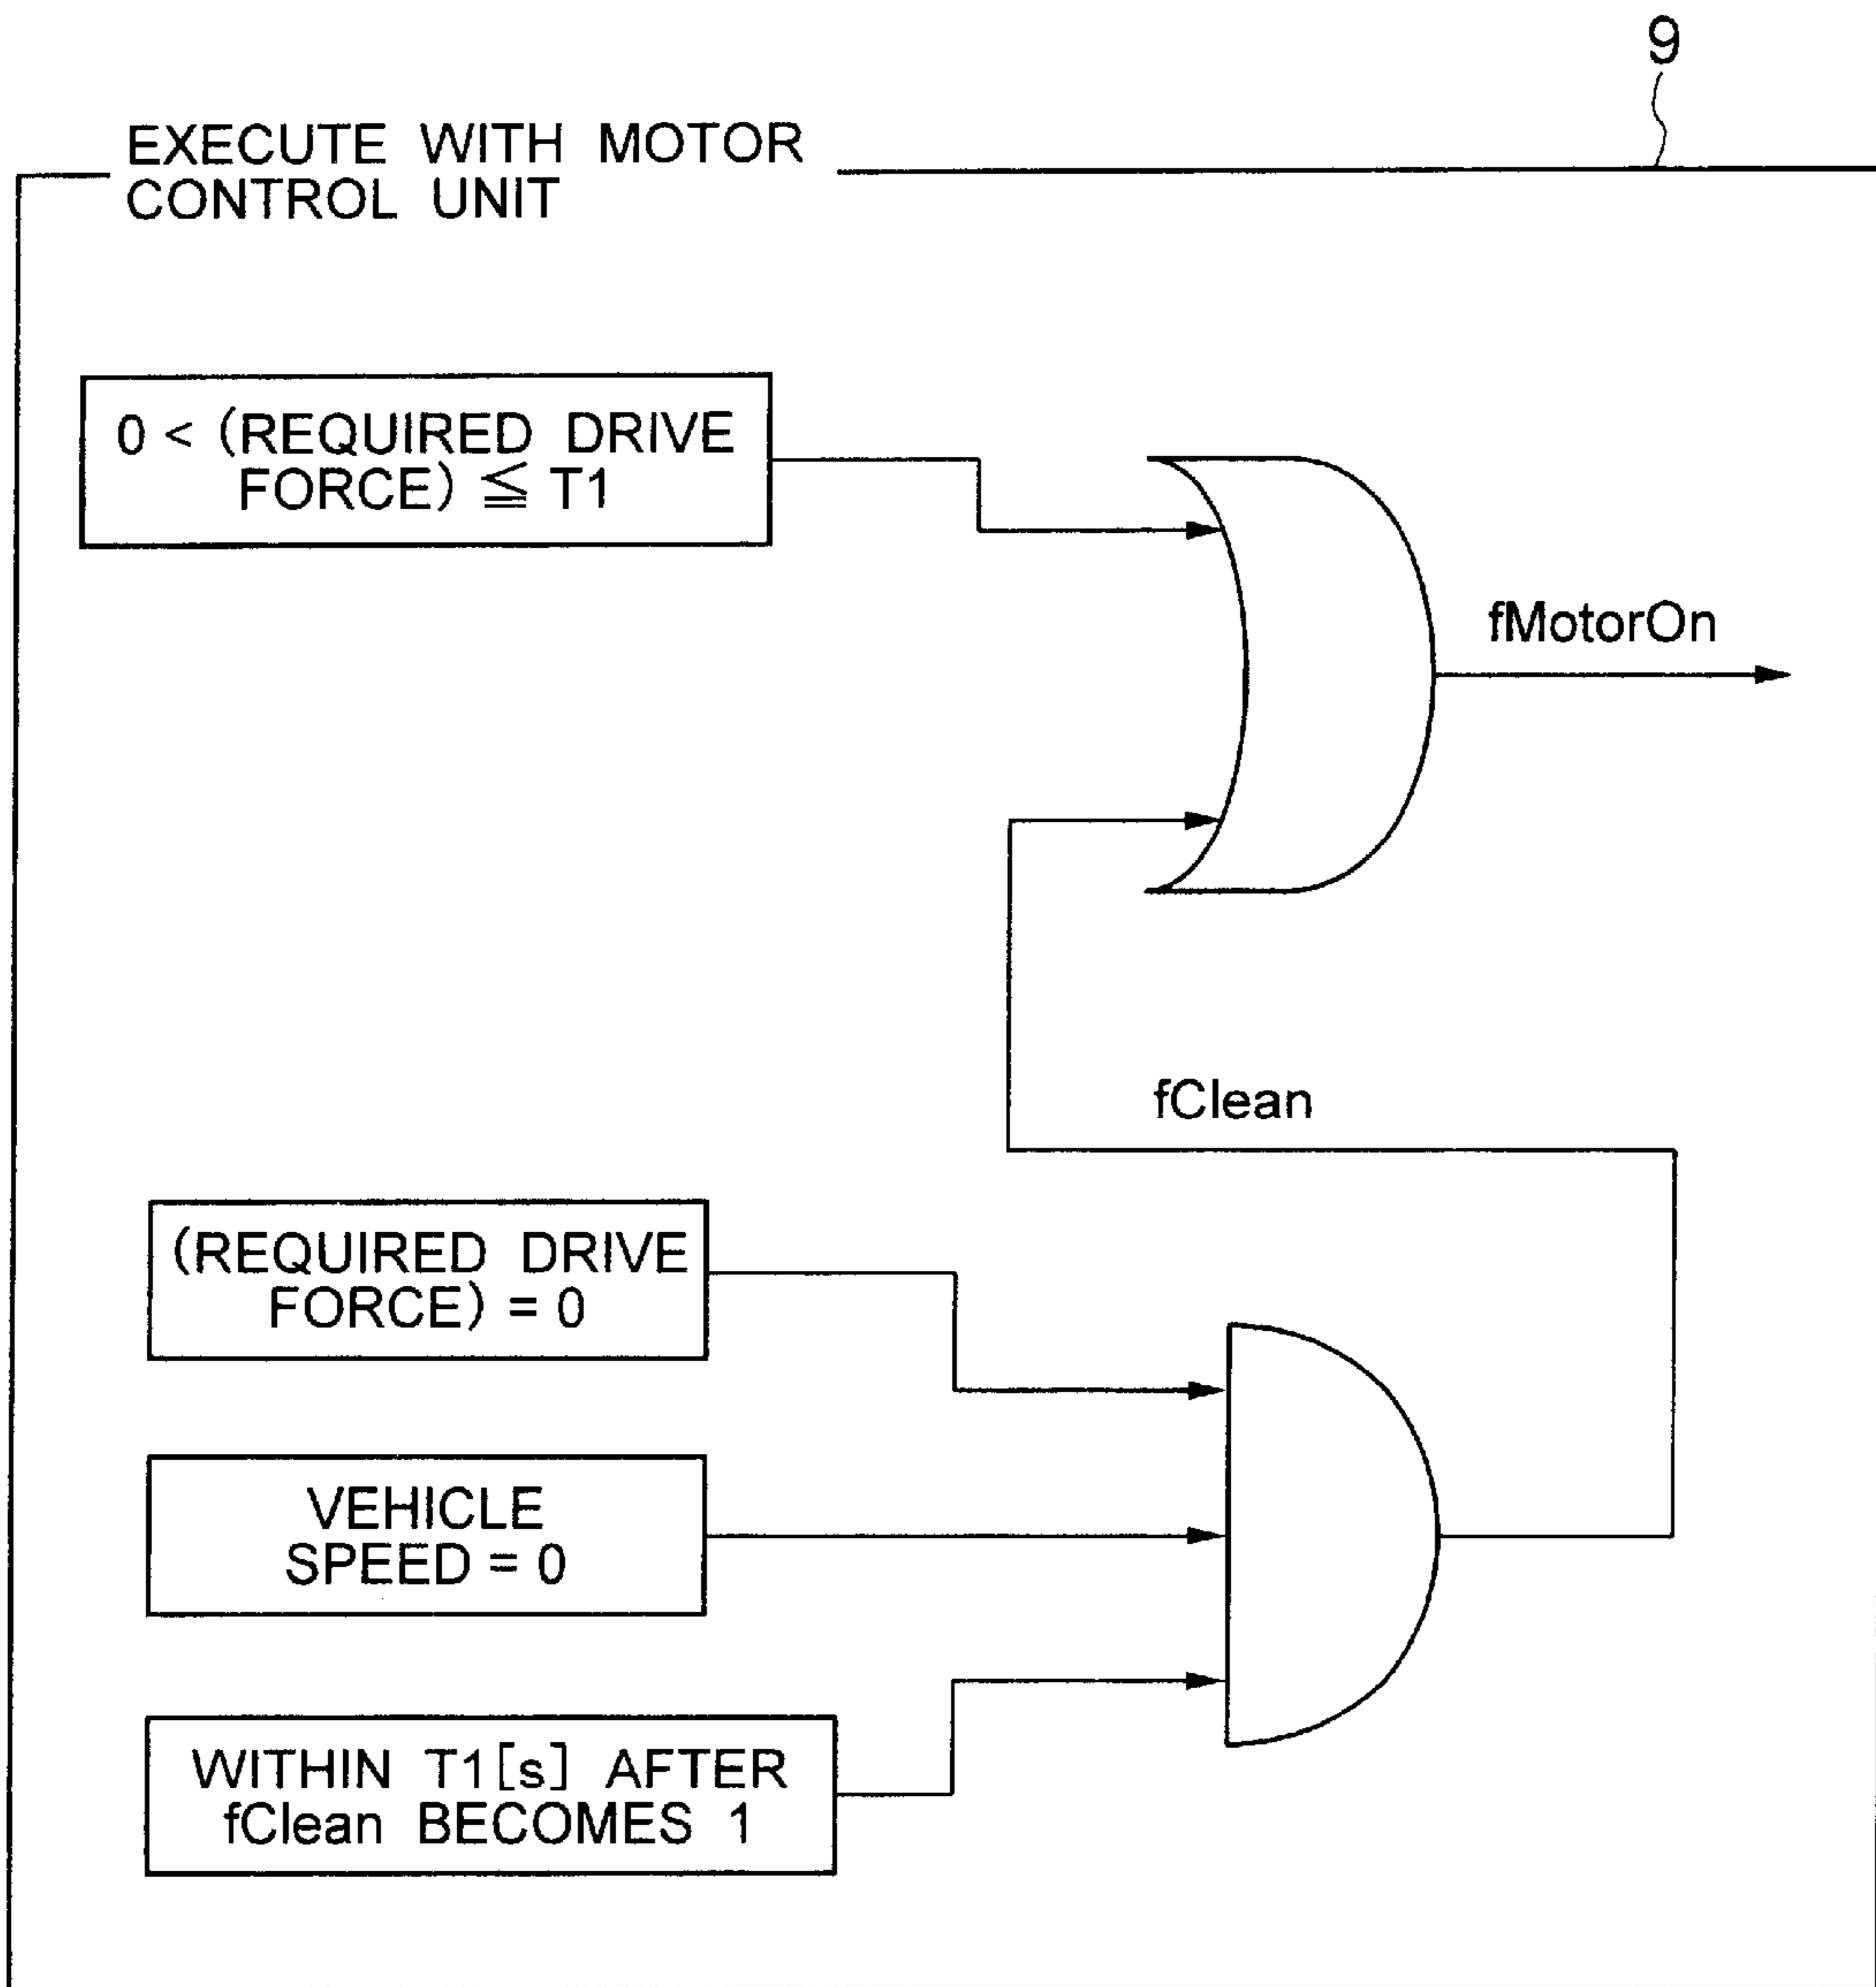 9
EXECUTE WITH MOTOR
CONTROL UNIT
0 < (REQUIRED DRIVE
FORCE) ≦ T1
fMotorOn
fClean
(REQUIRED DRIVE
FORCE) = 0
VEHICLE
SPEED = 0
WITHIN T1[s] AFTER
fClean BECOMES 1